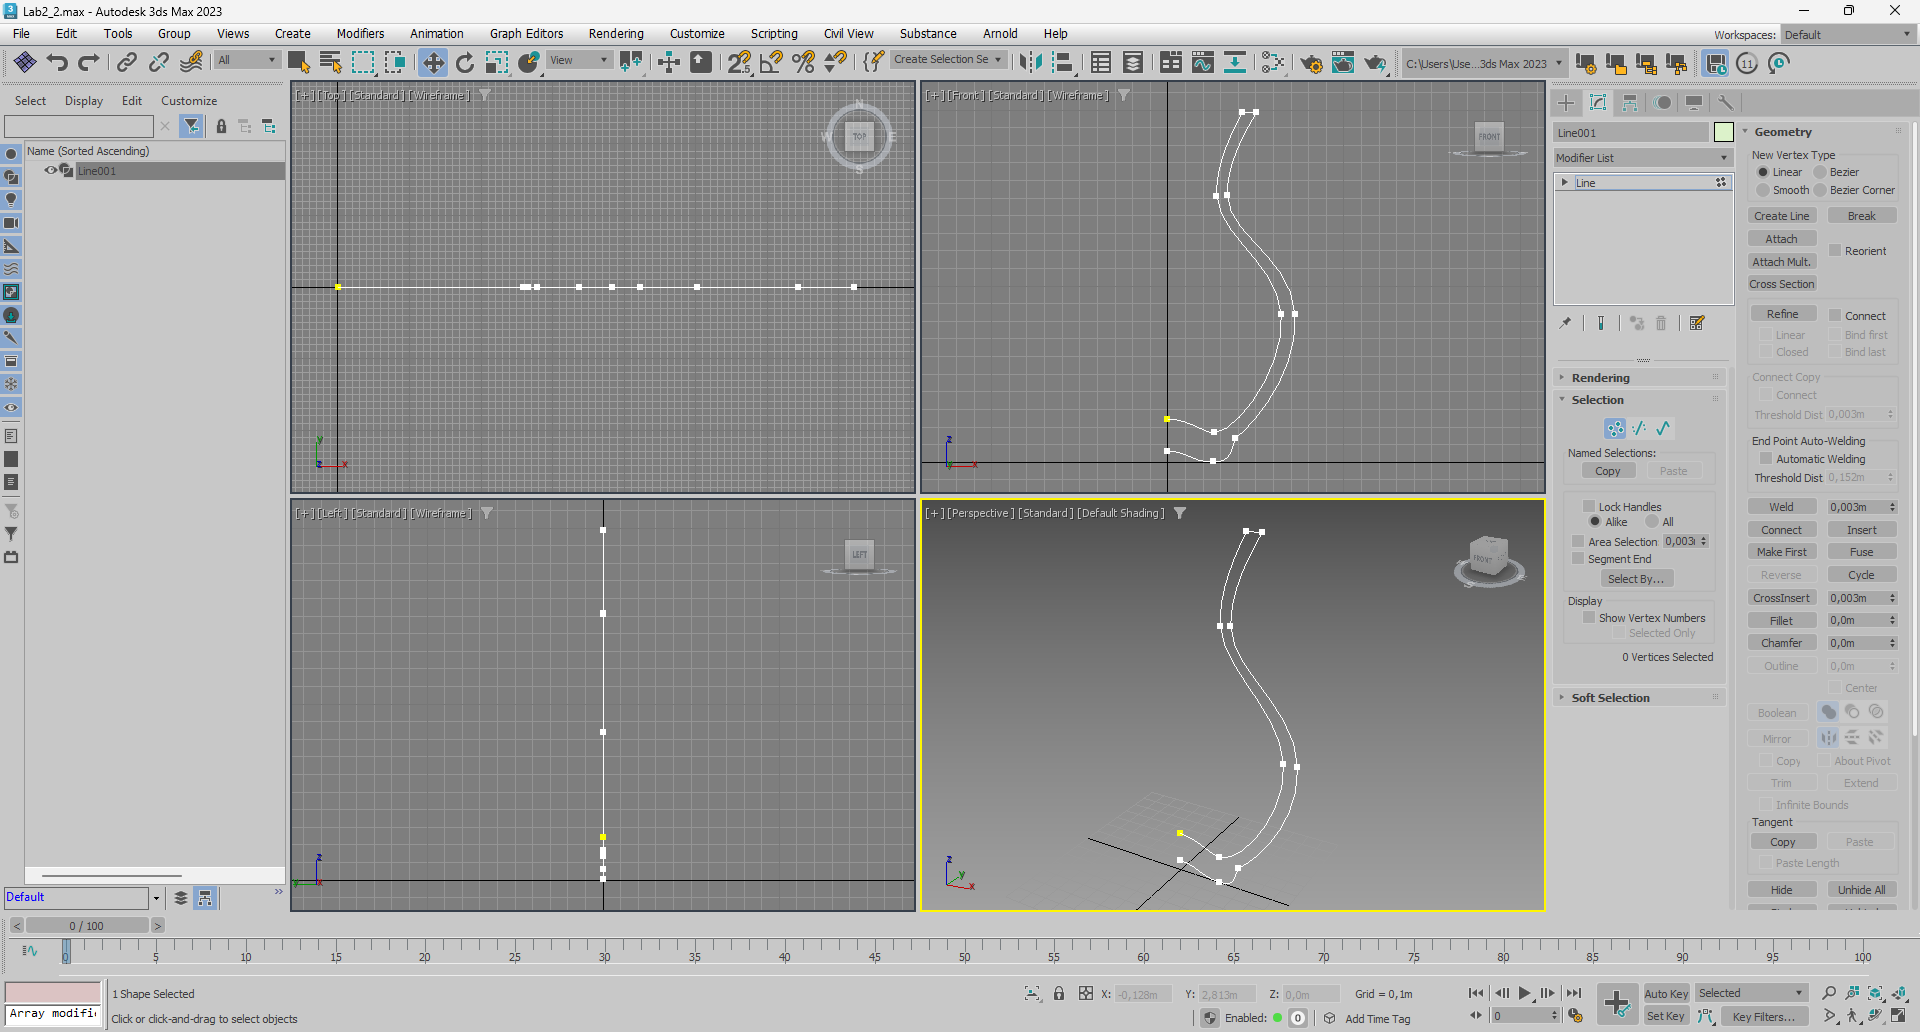 Lab2_2.max - Autodesk 3ds Max 2023
File Edit Tools Group Views Create Modifiers Animation Graph Editors Rendering Customize Scripting Civil View Substance Arnold Help
Workspaces: Default
All View Create Selection Se C:\Users\Use...3ds Max 2023 11
Select Display Edit Customize
Name (Sorted Ascending)
Line001
Default
[+] [Top] [Standard] [Wireframe]
N
W TOP E
S
y
z x
[+] [Front] [Standard] [Wireframe]
FRONT
z
x
[+] [Left] [Standard] [Wireframe]
LEFT
z
y x
[+] [Perspective] [Standard] [Default Shading]
FRONT
z
y
x
Line001
Modifier List
Line
Rendering
Selection
Named Selections:
Copy Paste
Lock Handles
Alike All
Area Selection 0,003
Segment End
Select By...
Display
Show Vertex Numbers
Selected Only
0 Vertices Selected
Soft Selection
Geometry
New Vertex Type
Linear Bezier
Smooth Bezier Corner
Create Line Break
Attach
Reorient
Attach Mult.
Cross Section
Refine Connect
Linear Bind first
Closed Bind last
Connect Copy
Connect
Threshold Dist 0,003m
End Point Auto-Welding
Automatic Welding
Threshold Dist 0,152m
Weld 0,003m
Connect Insert
Make First Fuse
Reverse Cycle
CrossInsert 0,003m
Fillet 0,0m
Chamfer 0,0m
Outline 0,0m
Center
Boolean
Mirror
Copy About Pivot
Trim Extend
Infinite Bounds
Tangent
Copy Paste
Paste Length
Hide Unhide All
< 0 / 100 >
0 5 10 15 20 25 30 35 40 45 50 55 60 65 70 75 80 85 90 95 100
1 Shape Selected
Array modifi
Click or click-and-drag to select objects
X: -0,128m Y: 2,813m Z: 0,0m Grid = 0,1m
Enabled: 0 Add Time Tag
0
Auto Key Selected
Set Key Key Filters...